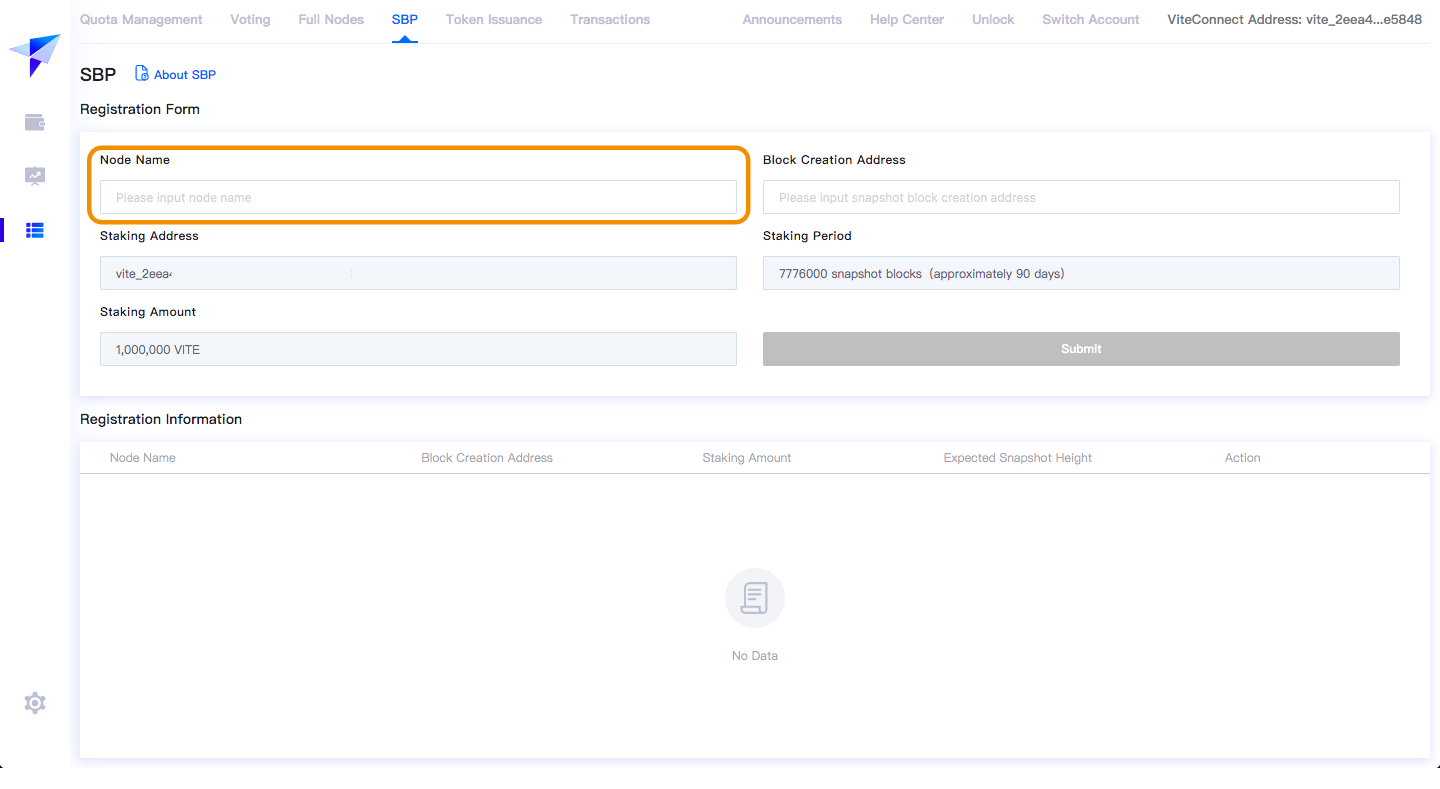 Quota Management Voting Full Nodes SBP Token Issuance Transactions Announcements Help Center Unlock Switch Account ViteConnect Address: vite_2eea4...e5848
SBP About SBP
Registration Form
Node Name Block Creation Address
Please input node name Please input snapshot block creation address
Staking Address Staking Period
vite_2eea4 7776000 snapshot blocks (approximately 90 days)
Staking Amount
1,000,000 VITE Submit
Registration Information
Node Name Block Creation Address Staking Amount Expected Snapshot Height Action
No Data